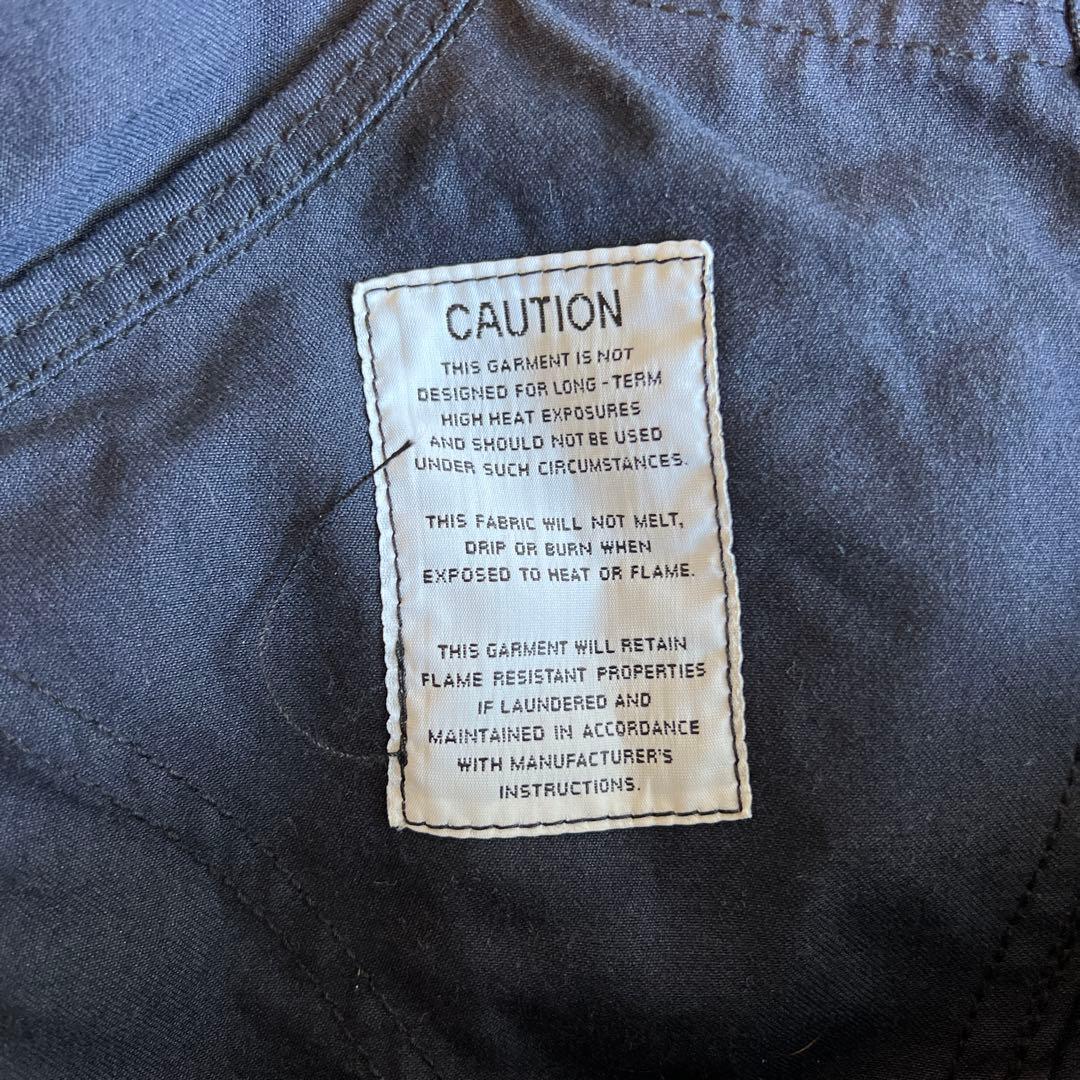 CAUTION
THIS GARMENT IS NOT
DESIGNED FOR LONG-TERM
HIGH HEAT EXPOSURES
AND SHOULD NOT BE USED
UNDER SUCH CIRCUMSTANCES.
THIS FABRIC WILL NOT MELT,
DRIP OR BURN WHEN
EXPOSED TO HEAT OR FLAME.
THIS GARMENT WILL RETAIN
FLAME RESISTANT PROPERTIES
IF LAUNDERED AND
MAINTAINED IN ACCORDANCE
WITH MANUFACTURER'S
INSTRUCTIONS.